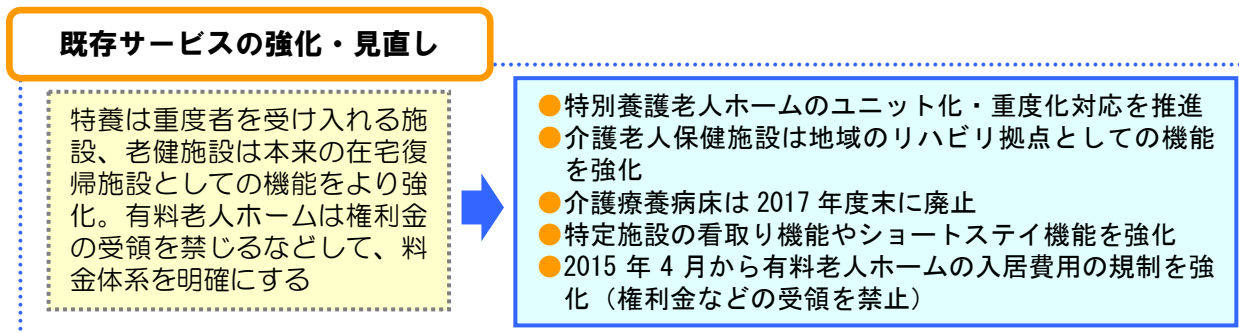 既存サービスの強化・見直し
特養は重度者を受け入れる施
設、老健施設は本来の在宅復
帰施設としての機能をより強
化。有料老人ホームは権利金
の受領を禁じるなどして、料
金体系を明確にする
●特別養護老人ホームのユニット化・重度化対応を推進
●介護老人保健施設は地域のリハビリ拠点としての機能
を強化
●介護療養病床は 2017 年度末に廃止
●特定施設の看取り機能やショートステイ機能を強化
●2015 年 4 月から有料老人ホームの入居費用の規制を強
化（権利金などの受領を禁止）